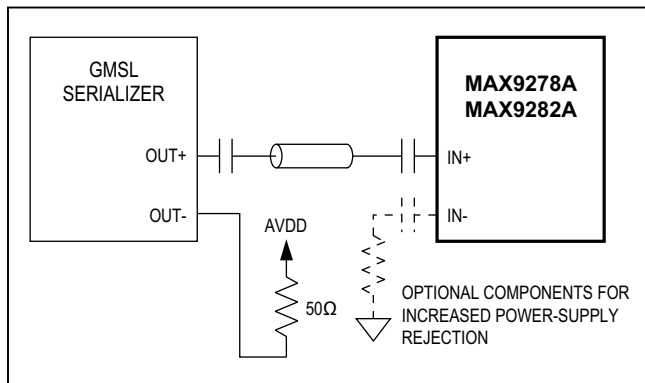 GMSL
SERIALIZER
MAX9278A
MAX9282A
OUT+
IN+
OUT-
IN-
AVDD
50Ω
OPTIONAL COMPONENTS FOR
INCREASED POWER-SUPPLY
REJECTION